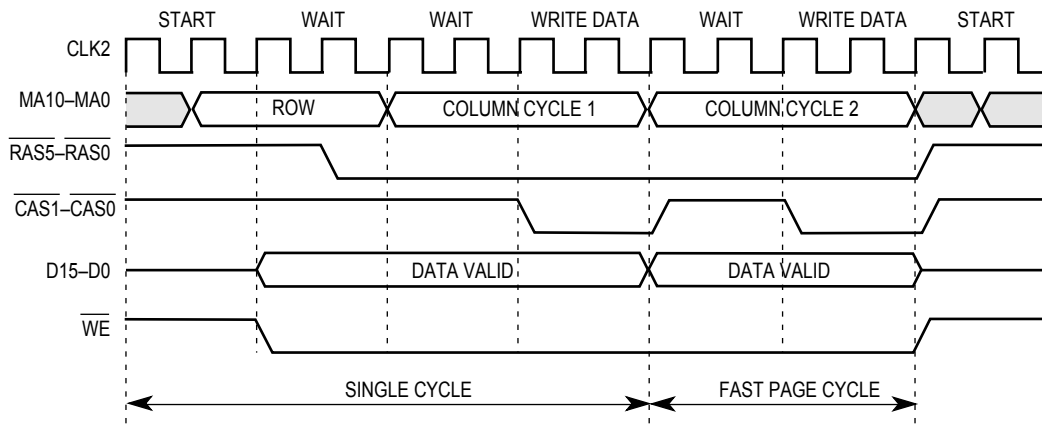 START WAIT WAIT WRITE DATA WAIT WRITE DATA START
CLK2
MA10–MA0 ROW COLUMN CYCLE 1 COLUMN CYCLE 2
RAS5–RAS0
CAS1–CAS0
D15–D0 DATA VALID DATA VALID
WE
SINGLE CYCLE FAST PAGE CYCLE